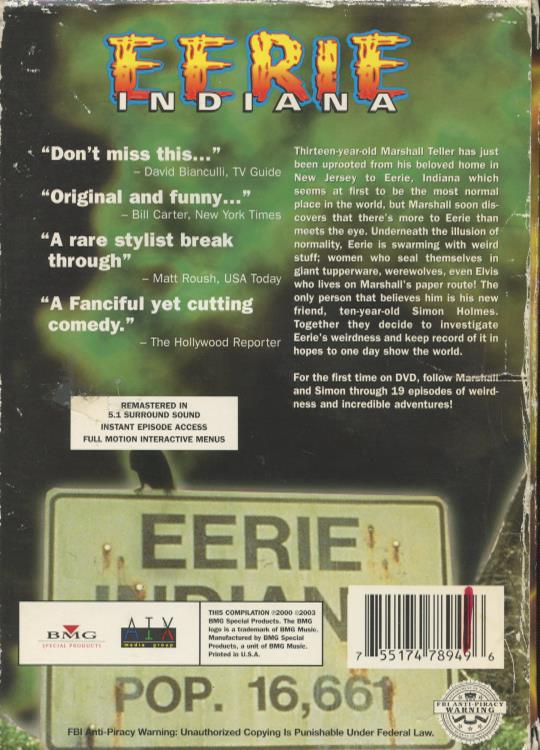 EERIE
INDIANA
“Don’t miss this...”
– David Bianculli, TV Guide
“Original and funny...”
– Bill Carter, New York Times
“A rare stylist break
through”
– Matt Roush, USA Today
“A Fanciful yet cutting
comedy.”
– The Hollywood Reporter
Thirteen-year-old Marshall Teller has just
been uprooted from his beloved home in
New Jersey to Eerie, Indiana which
seems at first to be the most normal
place in the world, but Marshall soon dis-
covers that there’s more to Eerie than
meets the eye. Underneath the illusion of
normality, Eerie is swarming with weird
stuff; women who seal themselves in
giant tupperware, werewolves, even Elvis
who lives on Marshall’s paper route! The
only person that believes him is his new
friend, ten-year-old Simon Holmes.
Together they decide to investigate
Eerie’s weirdness and keep record of it in
hopes to one day show the world.
For the first time on DVD, follow Marshall
and Simon through 19 episodes of weird-
ness and incredible adventures!
REMASTERED IN
5.1 SURROUND SOUND
INSTANT EPISODE ACCESS
FULL MOTION INTERACTIVE MENUS
EERIE
INDIANA
BMG
SPECIAL PRODUCTS
media group
THIS COMPILATION ℗2000 ©2003
BMG Special Products. The BMG
logo is a trademark of BMG Music.
Manufactured by BMG Special
Products, a unit of BMG Music.
Printed in U.S.A.
7 55174 78949 6
POP. 16,661
FBI ANTI-PIRACY
WARNING
FBI Anti-Piracy Warning: Unauthorized Copying Is Punishable Under Federal Law.